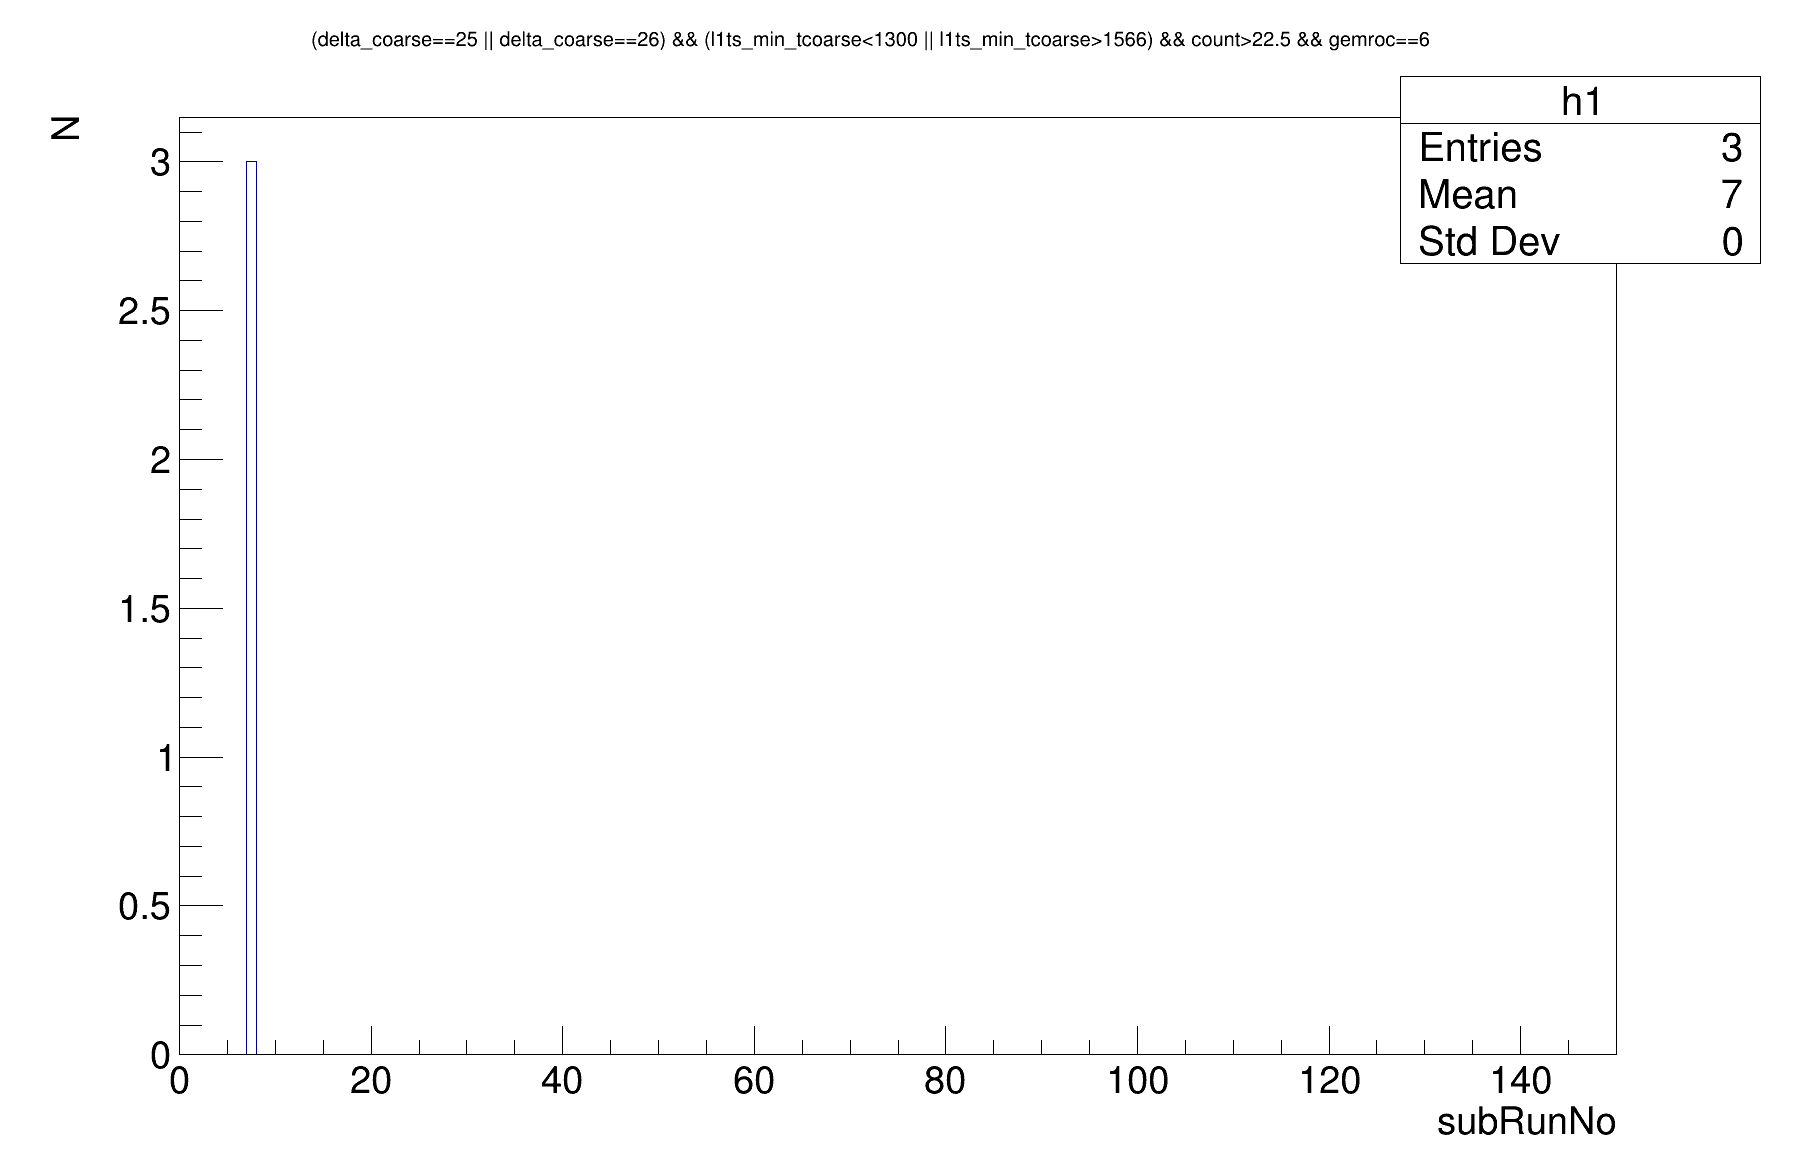 (delta_coarse==25 || delta_coarse==26) && (l1ts_min_tcoarse<1300 || l1ts_min_tcoarse>1566) && count>22.5 && gemroc==6
h1
Entries 3
Mean 7
Std Dev 0
N
3
2.5
2
1.5
1
0.5
0
0 20 40 60 80 100 120 140
subRunNo